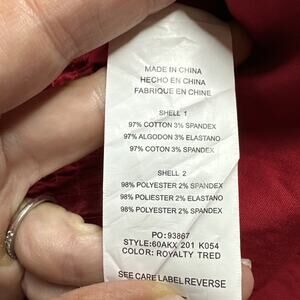 MADE IN CHINA
HECHO EN CHINA
FABRIQUE EN CHINE
SHELL 1
97% COTTON 3% SPANDEX
97% ALGODON 3% ELASTANO
97% COTON 3% SPANDEX
SHELL 2
98% POLYESTER 2% SPANDEX
98% POLIESTER 2% ELASTANO
98% POLYESTER 2% SPANDEX
PO:93867
STYLE:60AKX 201 K054
COLOR: ROYALTY TRED
SEE CARE LABEL REVERSE